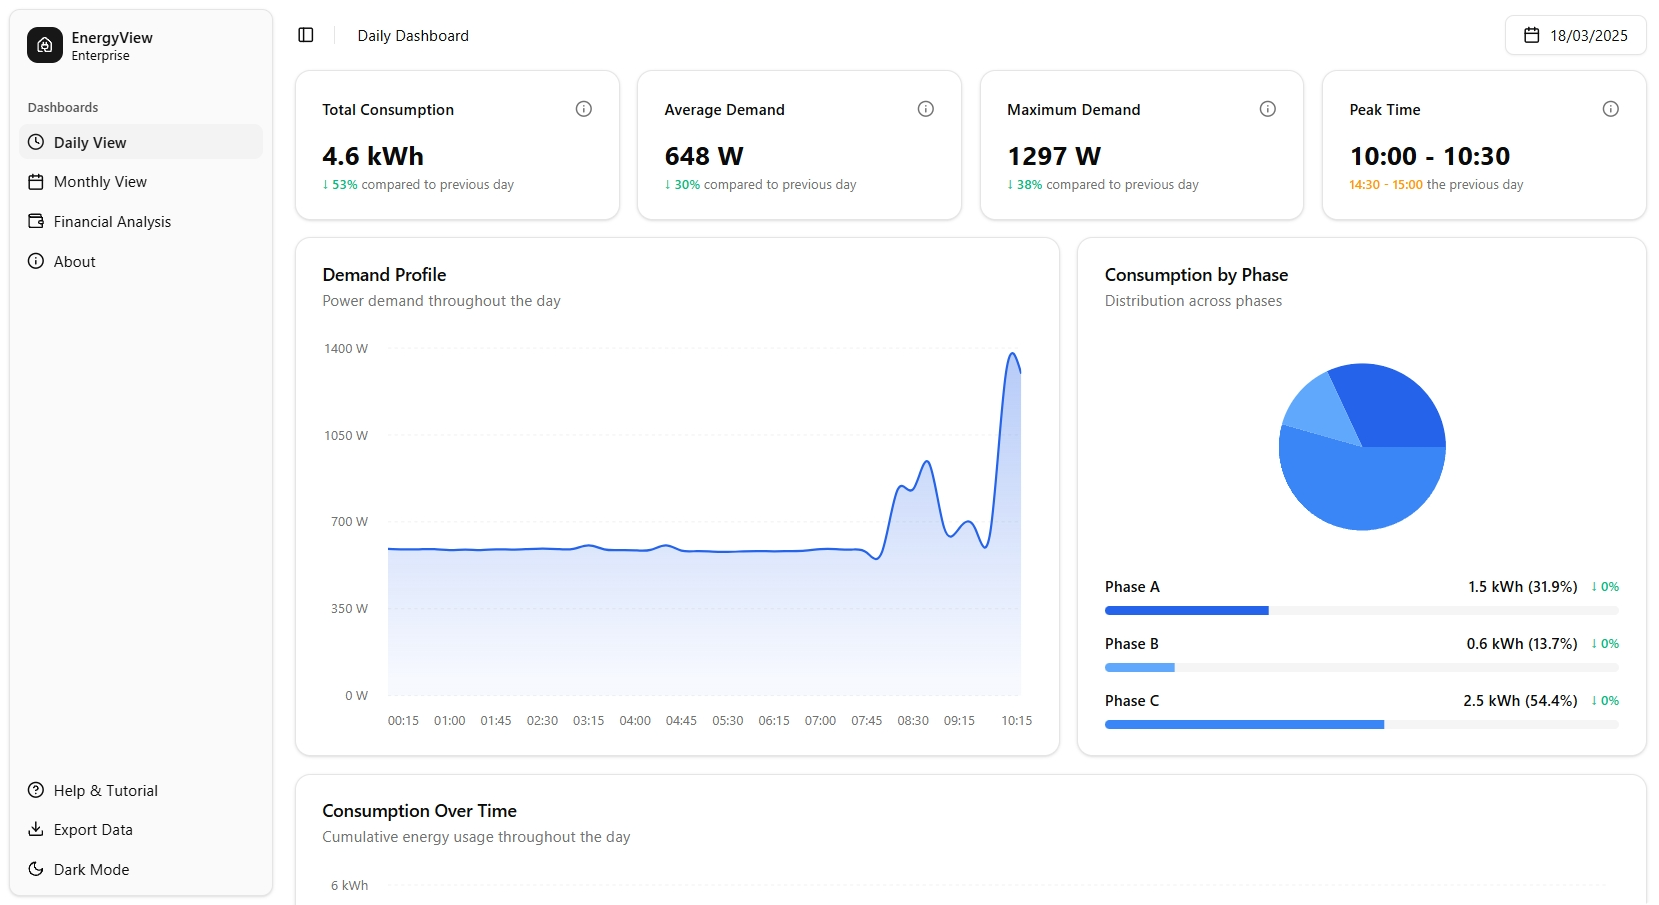 EnergyView
Enterprise
Dashboards
Daily View
Monthly View
Financial Analysis
About
Help & Tutorial
Export Data
Dark Mode
Daily Dashboard
18/03/2025
Total Consumption
4.6 kWh
↓ 53% compared to previous day
Average Demand
648 W
↓ 30% compared to previous day
Maximum Demand
1297 W
↓ 38% compared to previous day
Peak Time
10:00 - 10:30
14:30 - 15:00 the previous day
Demand Profile
Power demand throughout the day
1400 W
1050 W
700 W
350 W
0 W
00:15 01:00 01:45 02:30 03:15 04:00 04:45 05:30 06:15 07:00 07:45 08:30 09:15 10:15
Consumption by Phase
Distribution across phases
Phase A 1.5 kWh (31.9%) ↓ 0%
Phase B 0.6 kWh (13.7%) ↓ 0%
Phase C 2.5 kWh (54.4%) ↓ 0%
Consumption Over Time
Cumulative energy usage throughout the day
6 kWh